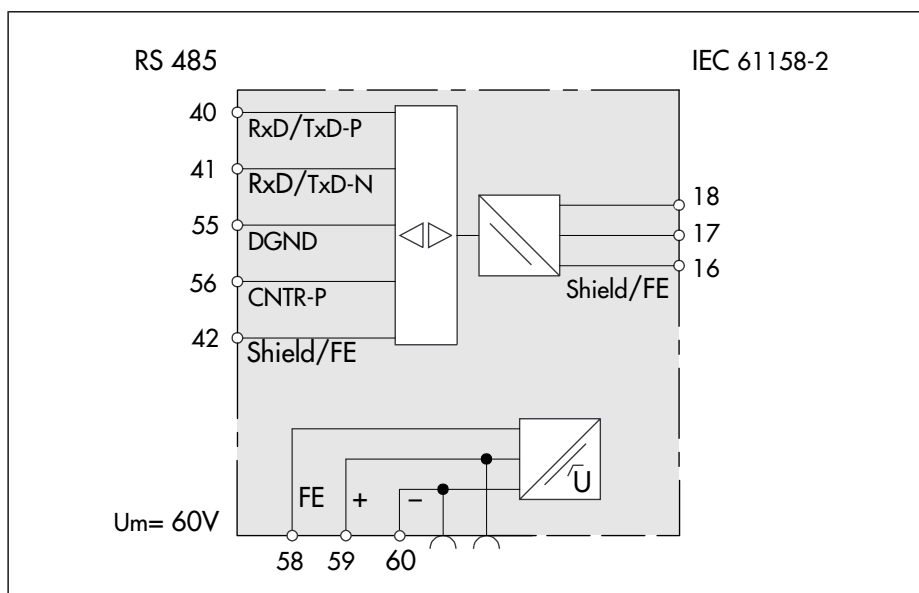 RS 485
IEC 61158-2
40
RxD/TxD-P
41
RxD/TxD-N
55
DGND
56
CNTR-P
42
Shield/FE
18
17
16
Shield/FE
U
FE + −
Um= 60V
58 59 60